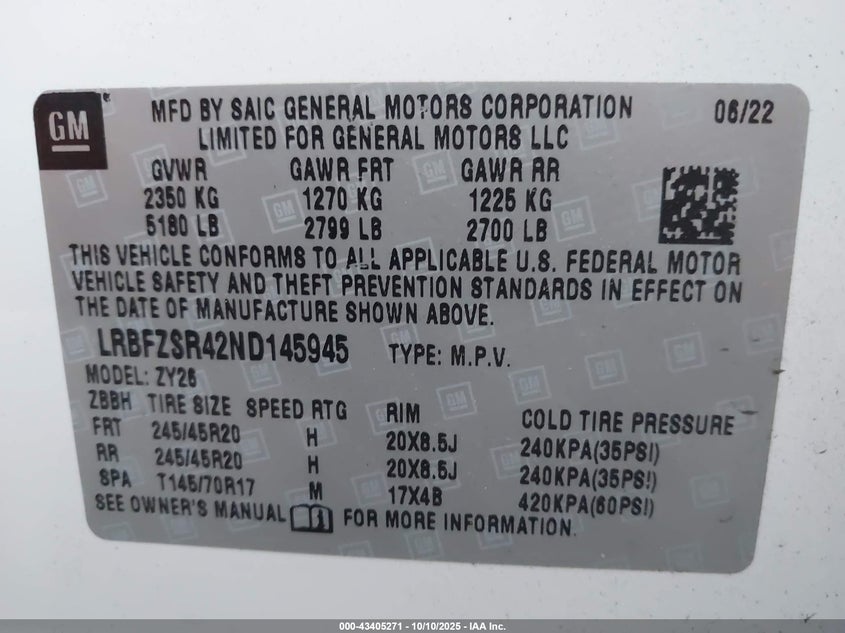 GM
MFD BY SAIC GENERAL MOTORS CORPORATION 06/22
LIMITED FOR GENERAL MOTORS LLC
GVWR GAWR FRT GAWR RR
2350 KG 1270 KG 1225 KG
5180 LB 2799 LB 2700 LB
THIS VEHICLE CONFORMS TO ALL APPLICABLE U.S. FEDERAL MOTOR
VEHICLE SAFETY AND THEFT PREVENTION STANDARDS IN EFFECT ON
THE DATE OF MANUFACTURE SHOWN ABOVE.
LRBFZSR42ND145945 TYPE: M.P.V.
MODEL: ZY26
ZBBH TIRE SIZE SPEED RTG RIM COLD TIRE PRESSURE
FRT 245/45R20 H 20X8.5J 240KPA(35PSI)
RR 245/45R20 H 20X8.5J 240KPA(35PSI)
SPA T145/70R17 M 17X4B 420KPA(60PSI)
SEE OWNER'S MANUAL FOR MORE INFORMATION.
000-43405271 - 10/10/2025 - IAA Inc.